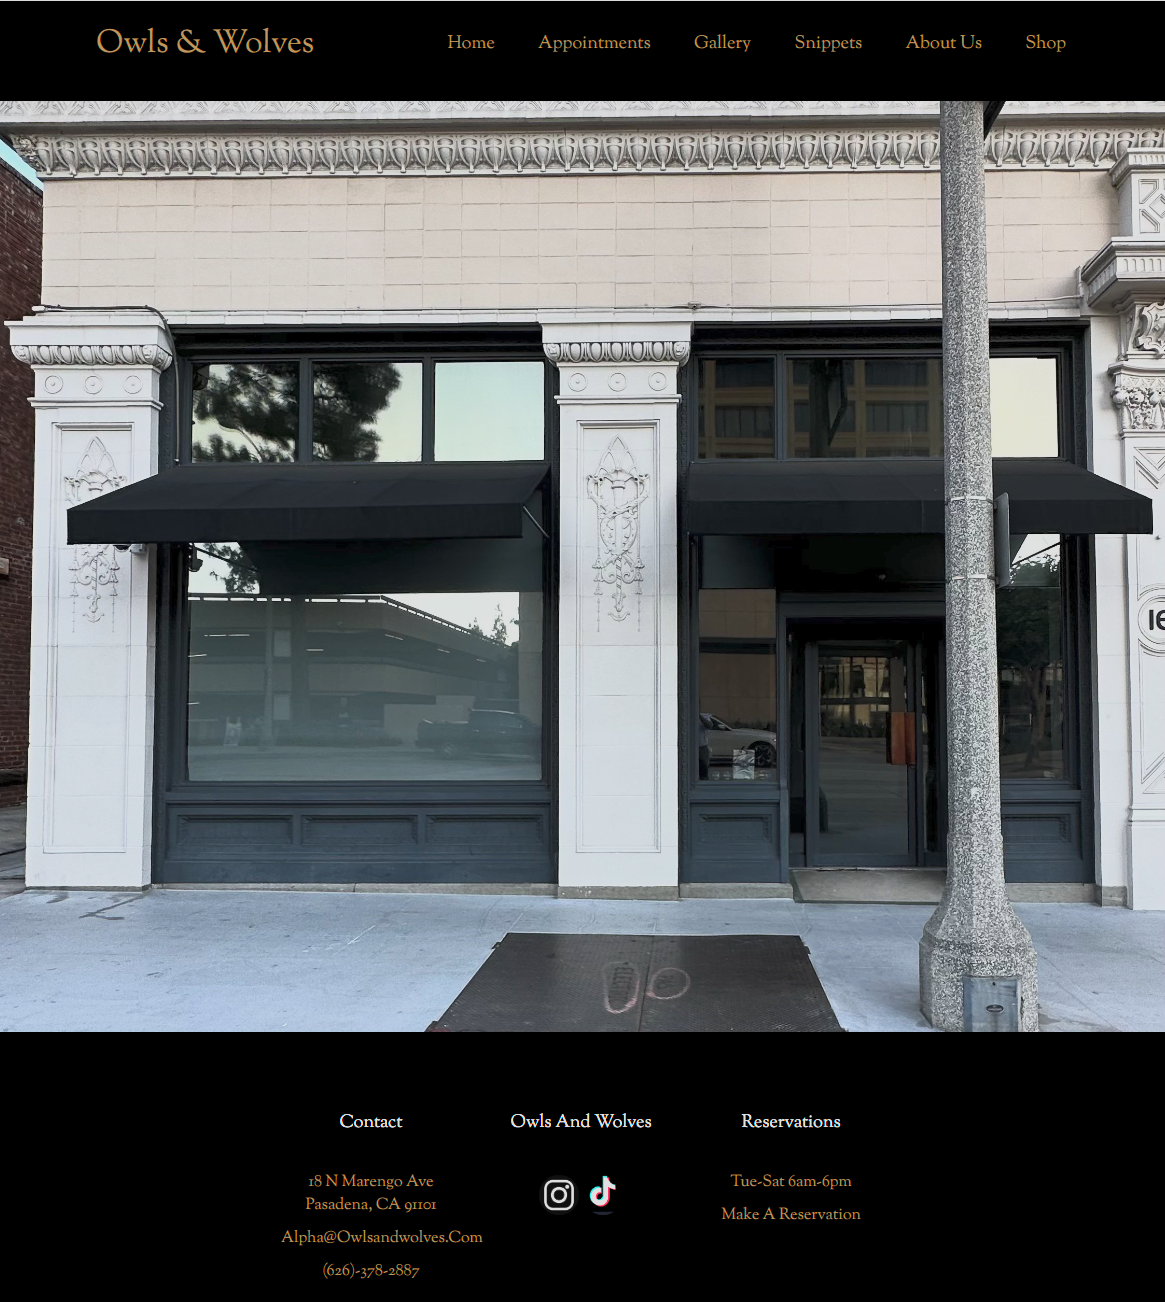 Owls & Wolves
Home Appointments Gallery Snippets About Us Shop
Contact
18 N Marengo Ave
Pasadena, CA 91101
Alpha@Owlsandwolves.Com
(626)-378-2887
Owls And Wolves
Reservations
Tue-Sat 6am-6pm
Make A Reservation